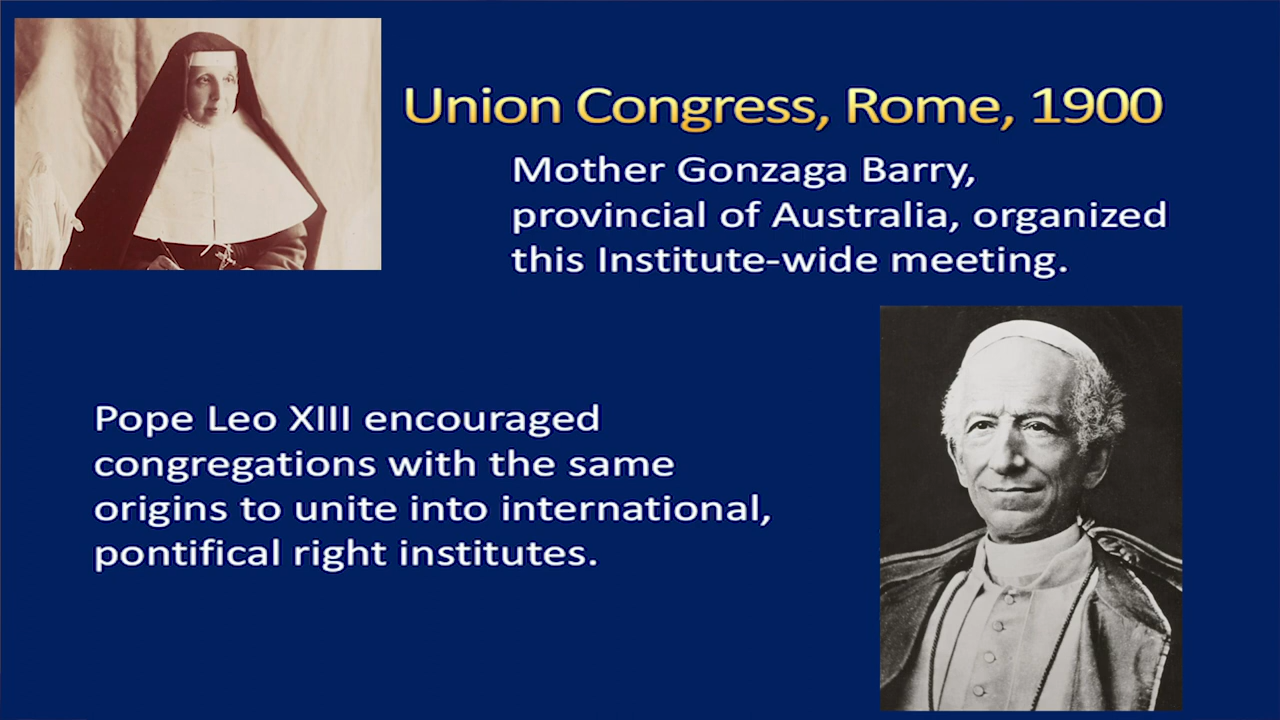 Union Congress, Rome, 1900
Mother Gonzaga Barry,
provincial of Australia, organized
this Institute-wide meeting.
Pope Leo XIII encouraged
congregations with the same
origins to unite into international,
pontifical right institutes.